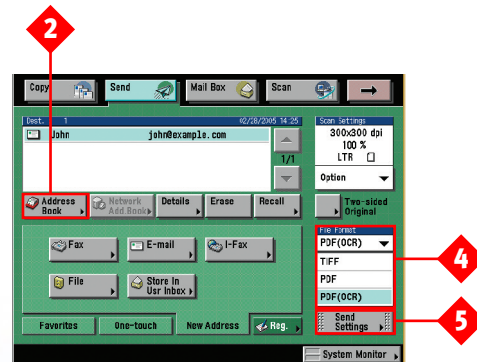 2
Copy
Send
Mail Box
Scan
Dest. 1 02/28/2005 14:25
John john@example.com
1/1
Scan Settings
300x300 dpi
100 %
LTR
Option
Address
Book
Network
Add.Book
Details
Erase
Recall
Two-sided
Original
Fax
E-mail
I-Fax
File
Store In
Usr Inbox
File Format
PDF(OCR)
TIFF
PDF
PDF(OCR)
4
Send
Settings
5
Favorites
One-touch
New Address
Reg.
System Monitor